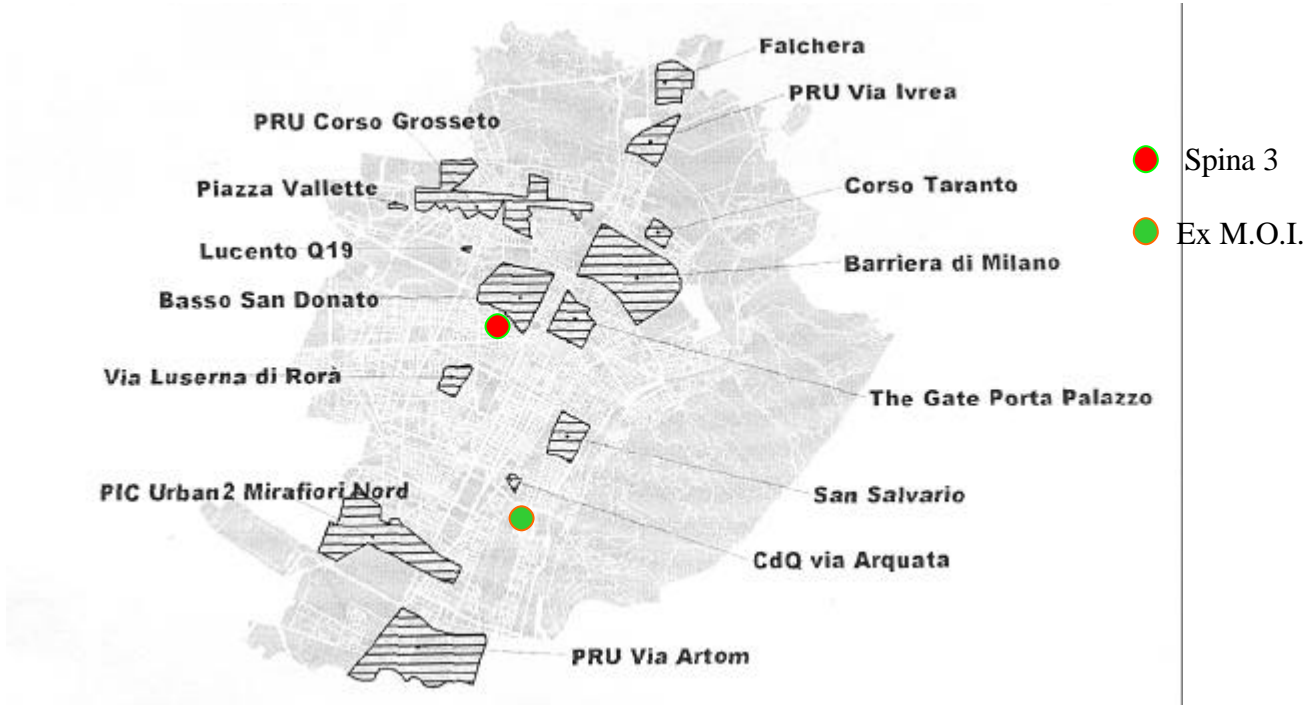 Falchera
PRU Via Ivrea
PRU Corso Grosseto
Spina 3
Piazza Vallette
Corso Taranto
Ex M.O.I.
Lucento Q19
Barriera di Milano
Basso San Donato
Via Luserna di Rorà
The Gate Porta Palazzo
PIC Urban2 Mirafiori Nord
San Salvario
CdQ via Arquata
PRU Via Artom